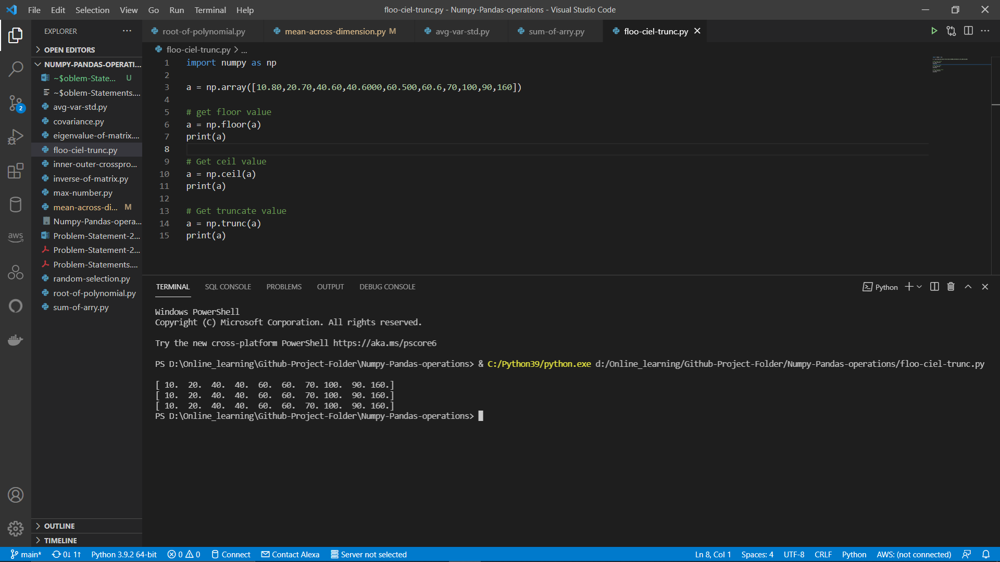 File Edit Selection View Go Run Terminal Help
floo-ciel-trunc.py - Numpy-Pandas-operations - Visual Studio Code
EXPLORER
OPEN EDITORS
NUMPY-PANDAS-OPERATI...
~$oblem-State... U
~$oblem-Statements....
avg-var-std.py
covariance.py
eigenvalue-of-matrix....
floo-ciel-trunc.py
inner-outer-crosspro...
inverse-of-matrix.py
max-number.py
mean-across-di... M
Numpy-Pandas-opera...
Problem-Statement-2...
Problem-Statement-2...
Problem-Statements....
random-selection.py
root-of-polynomial.py
sum-of-arry.py
OUTLINE
TIMELINE
2
aws
root-of-polynomial.py mean-across-dimension.py M avg-var-std.py sum-of-arry.py floo-ciel-trunc.py
floo-ciel-trunc.py > ...
1 import numpy as np
2
3 a = np.array([10.80,20.70,40.60,40.6000,60.500,60.6,70,100,90,160])
4
5 # get floor value
6 a = np.floor(a)
7 print(a)
8
9 # Get ceil value
10 a = np.ceil(a)
11 print(a)
12
13 # Get truncate value
14 a = np.trunc(a)
15 print(a)
TERMINAL SQL CONSOLE PROBLEMS OUTPUT DEBUG CONSOLE
Python
Windows PowerShell
Copyright (C) Microsoft Corporation. All rights reserved.
Try the new cross-platform PowerShell https://aka.ms/pscore6
PS D:\Online_learning\Github-Project-Folder\Numpy-Pandas-operations> & C:/Python39/python.exe d:/Online_learning/Github-Project-Folder/Numpy-Pandas-operations/floo-ciel-trunc.py
[ 10.  20.  40.  40.  60.  60.  70. 100.  90. 160.]
[ 10.  20.  40.  40.  60.  60.  70. 100.  90. 160.]
[ 10.  20.  40.  40.  60.  60.  70. 100.  90. 160.]
PS D:\Online_learning\Github-Project-Folder\Numpy-Pandas-operations>
main* 0↓ 1↑ Python 3.9.2 64-bit 0 0 Connect Contact Alexa Server not selected Ln 8, Col 1 Spaces: 4 UTF-8 CRLF Python AWS: (not connected)